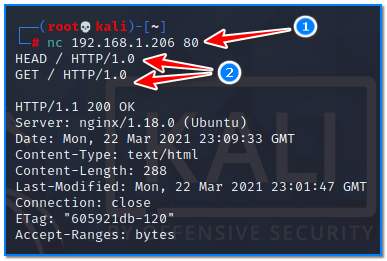 ┌──(root💀kali)-[~]
└─# nc 192.168.1.206 80
1
HEAD / HTTP/1.0
GET / HTTP/1.0
2
HTTP/1.1 200 OK
Server: nginx/1.18.0 (Ubuntu)
Date: Mon, 22 Mar 2021 23:09:33 GMT
Content-Type: text/html
Content-Length: 288
Last-Modified: Mon, 22 Mar 2021 23:01:47 GMT
Connection: close
ETag: "605921db-120"
Accept-Ranges: bytes
KALI
BY OFFENSIVE SECURITY